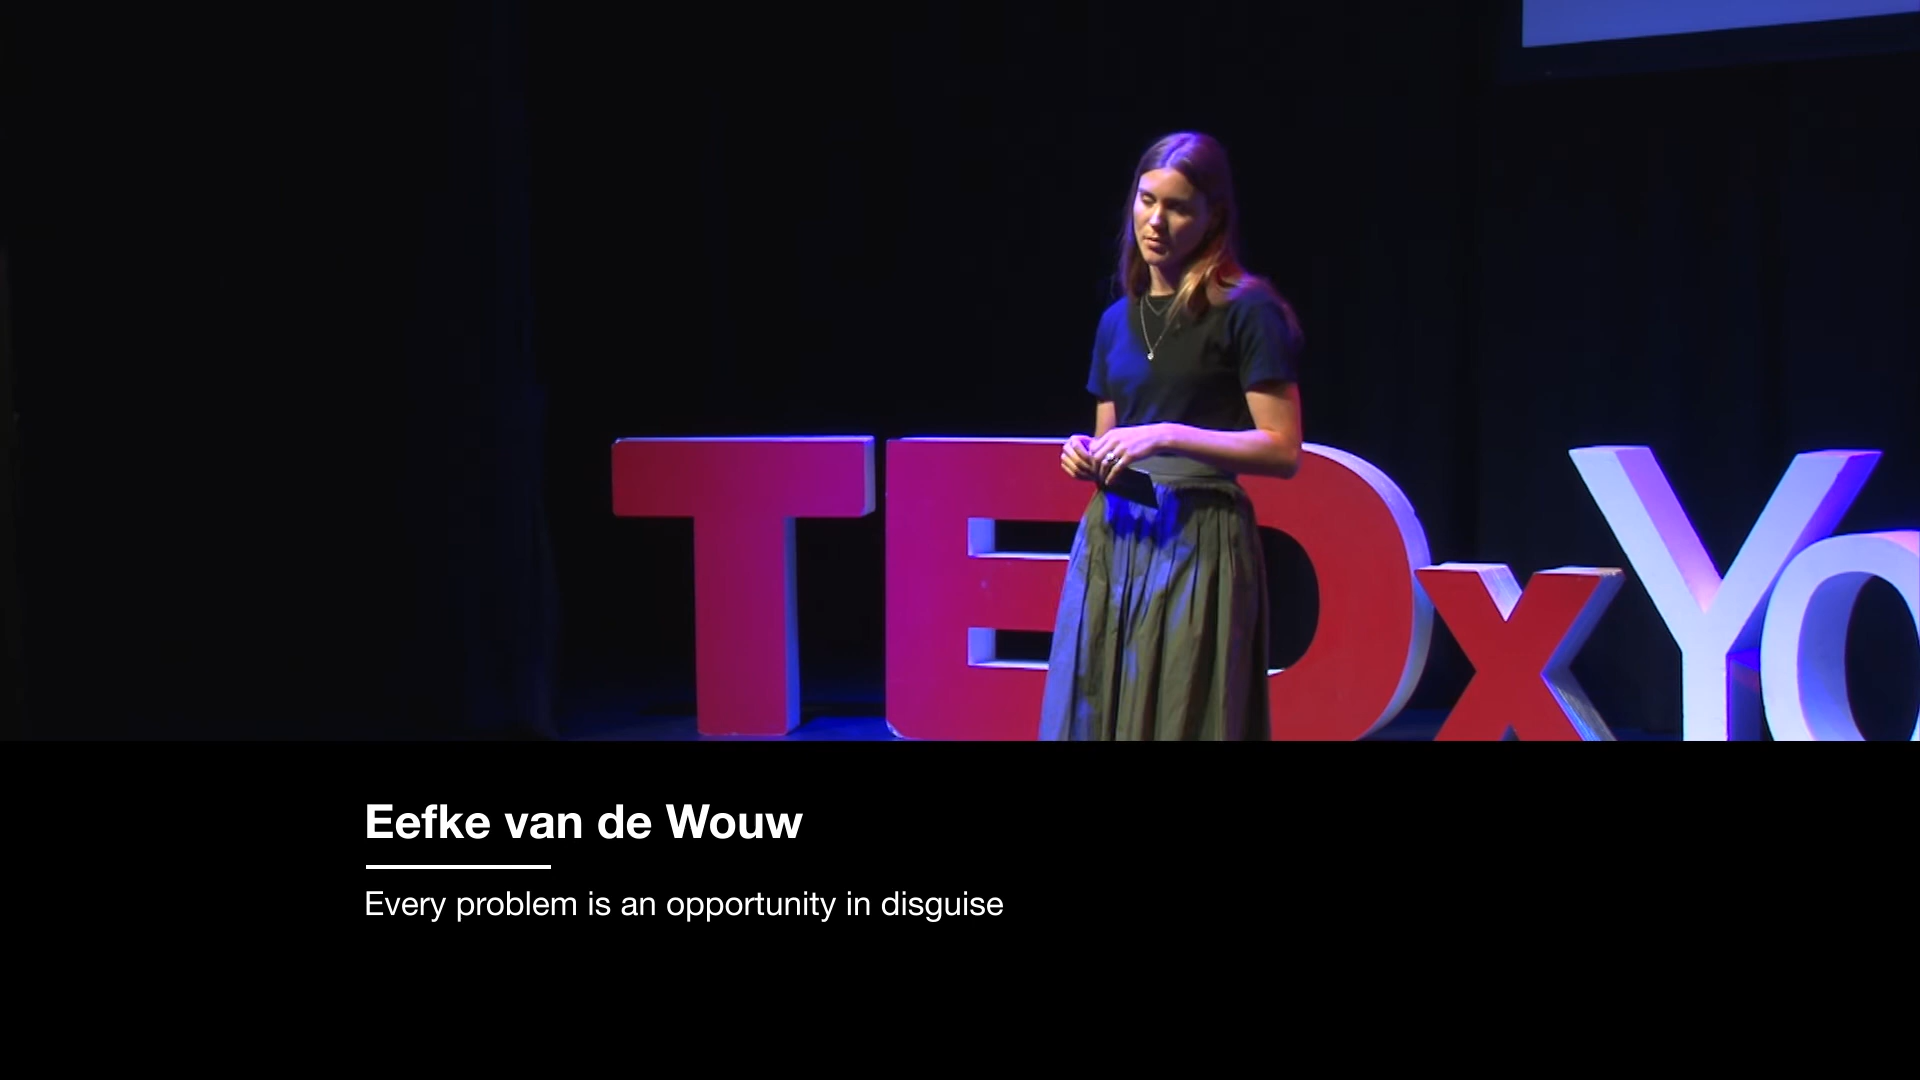 TEDxYo
Eefke van de Wouw
Every problem is an opportunity in disguise